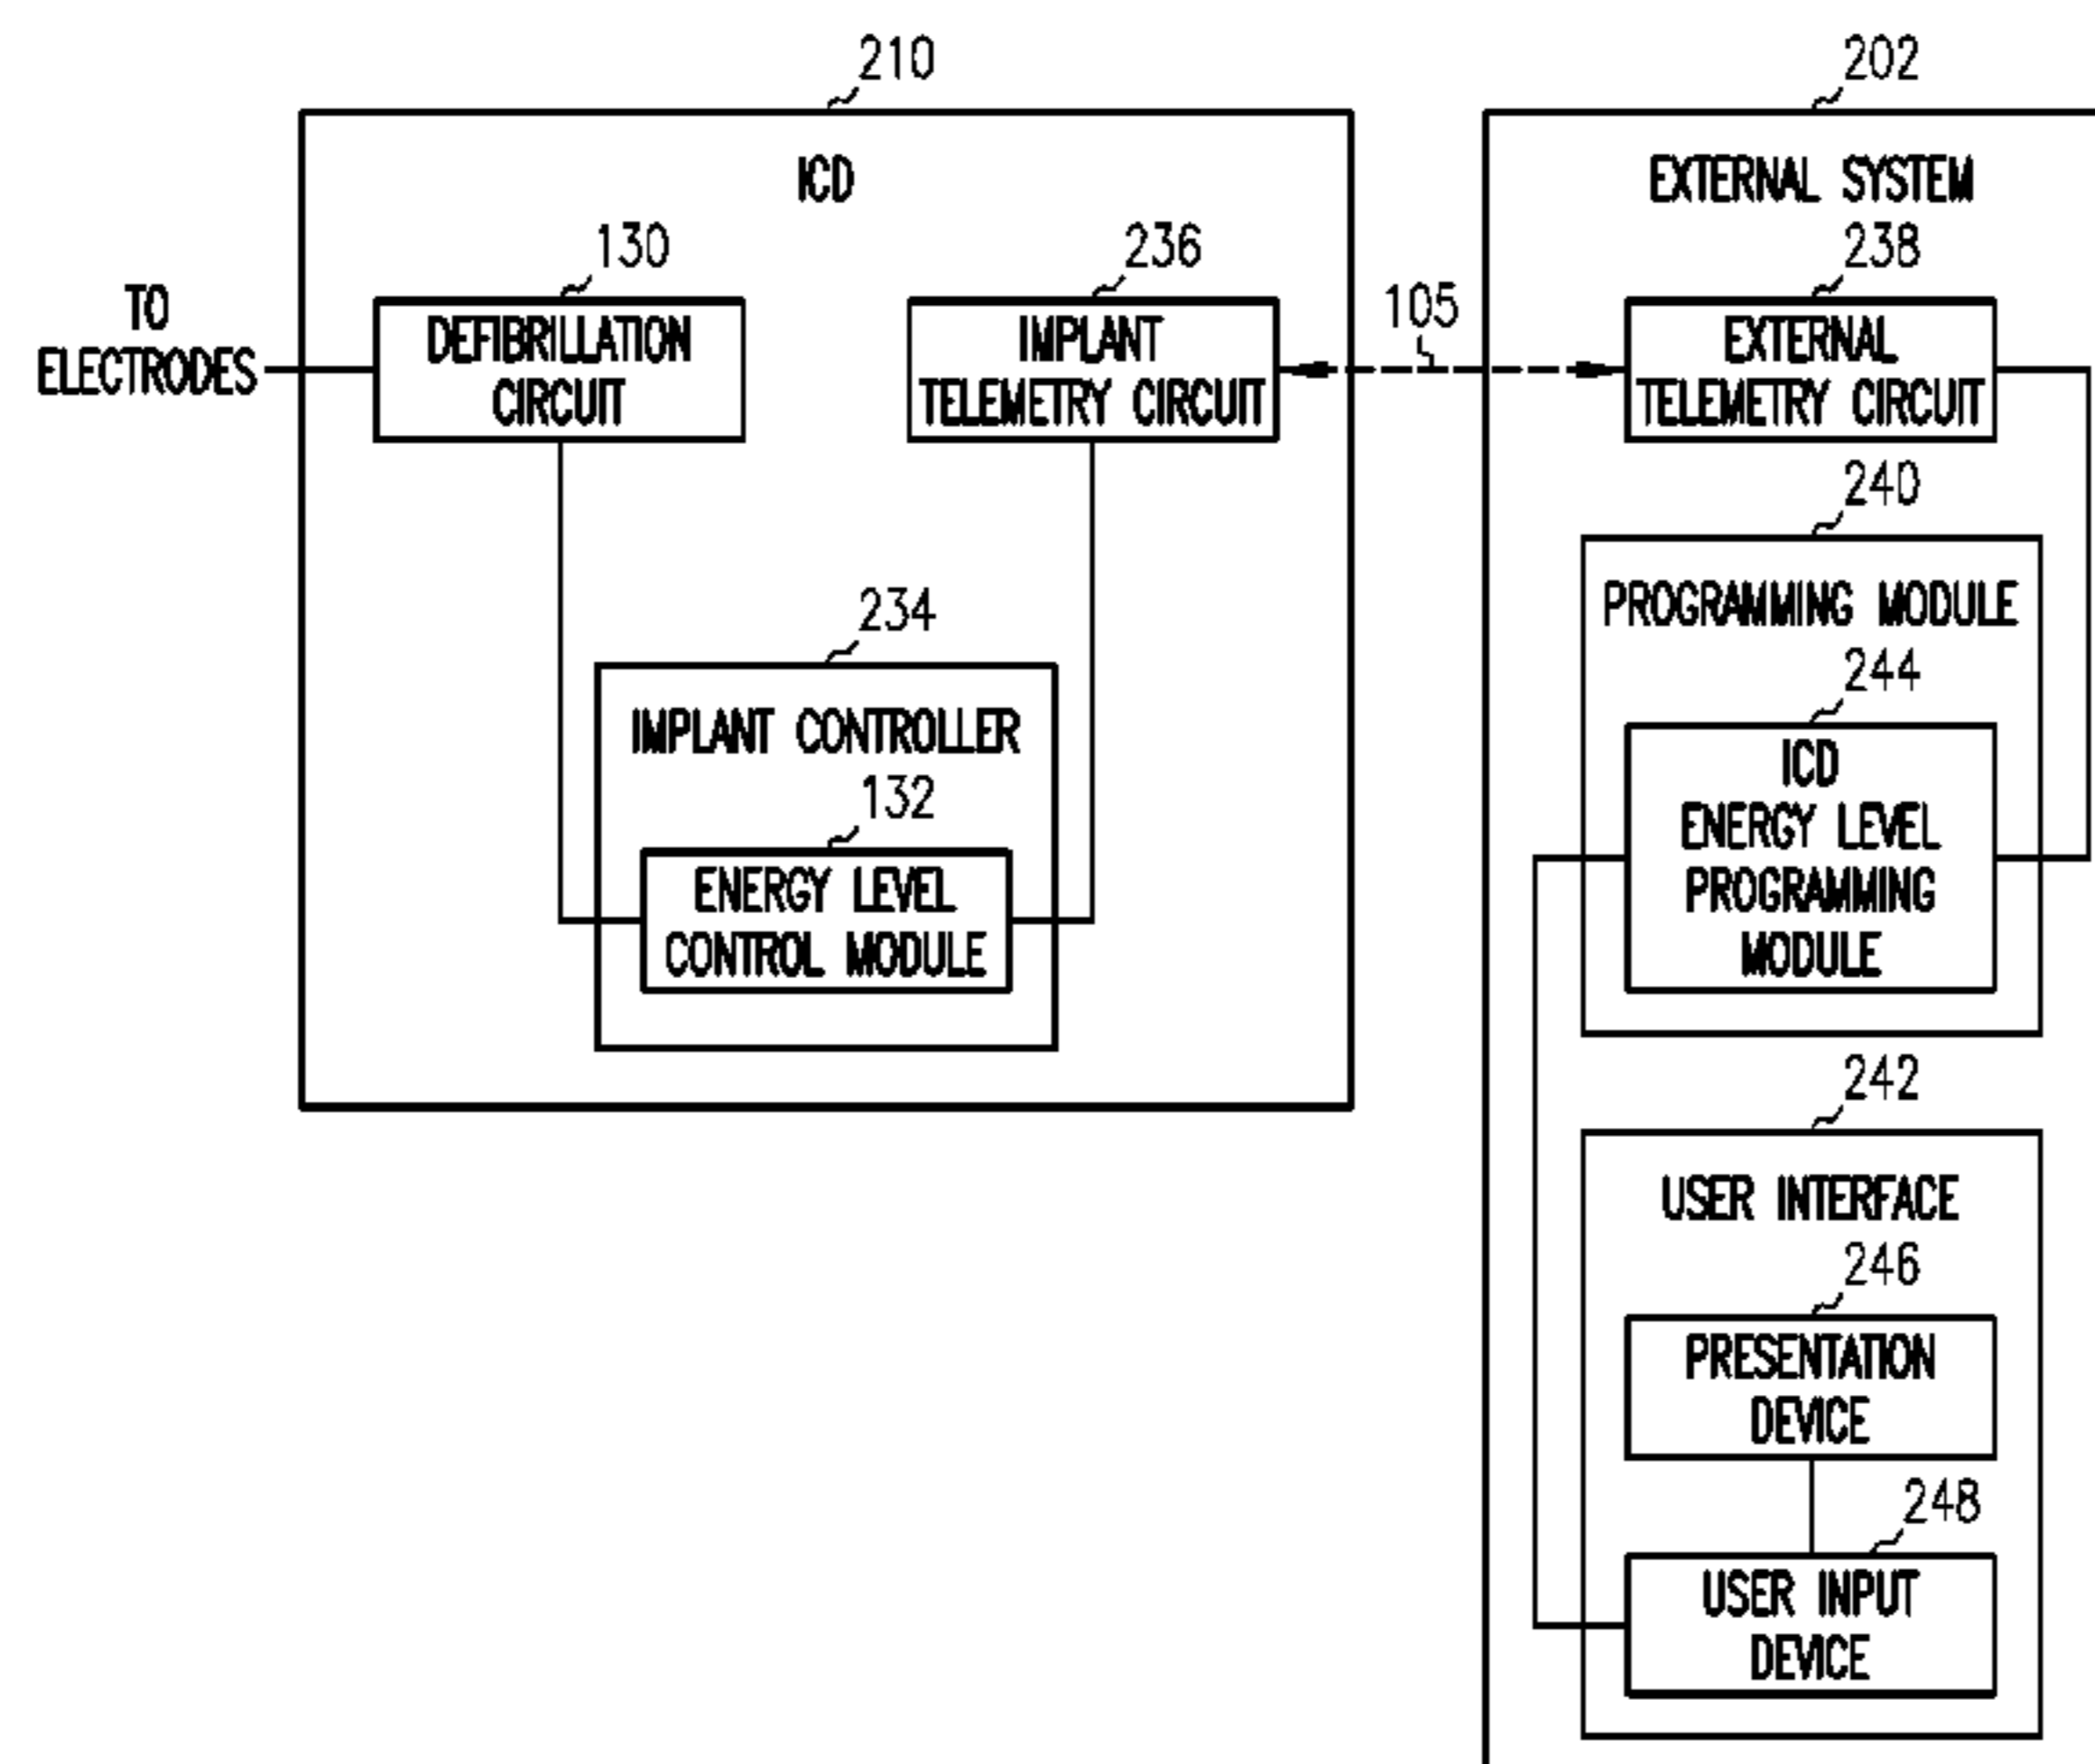 210
ICD
130
236
TO
ELECTRODES
DEFIBRILLATION
CIRCUIT
IMPLANT
TELEMETRY CIRCUIT
105
234
IMPLANT CONTROLLER
132
ENERGY LEVEL
CONTROL MODULE
202
EXTERNAL SYSTEM
238
EXTERNAL
TELEMETRY CIRCUIT
240
PROGRAMMING MODULE
244
ICD
ENERGY LEVEL
PROGRAMMING
MODULE
242
USER INTERFACE
246
PRESENTATION
DEVICE
248
USER INPUT
DEVICE